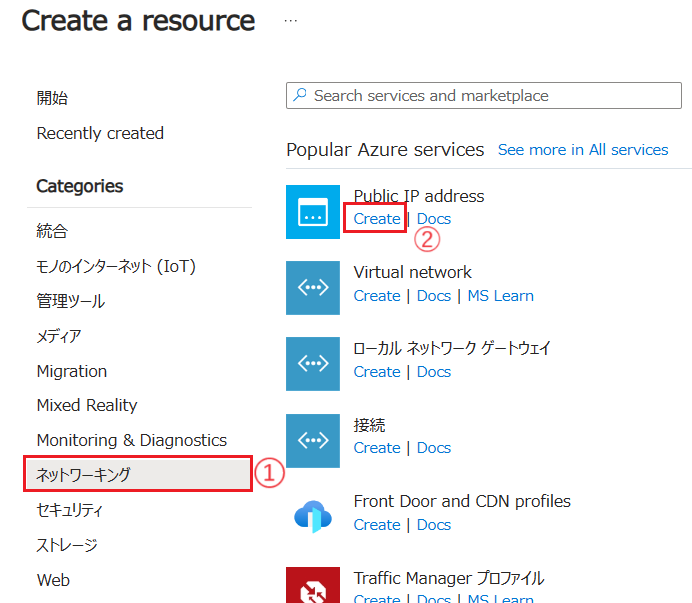 Create a resource ...
開始
Recently created
Categories
統合
モノのインターネット (IoT)
管理ツール
メディア
Migration
Mixed Reality
Monitoring & Diagnostics
ネットワーキング ①
セキュリティ
ストレージ
Web
Search services and marketplace
Popular Azure services See more in All services
Public IP address
Create | Docs
②
Virtual network
Create | Docs | MS Learn
ローカル ネットワーク ゲートウェイ
Create | Docs
接続
Create | Docs
Front Door and CDN profiles
Create | Docs
Traffic Manager プロファイル
Create | Docs | MS Learn